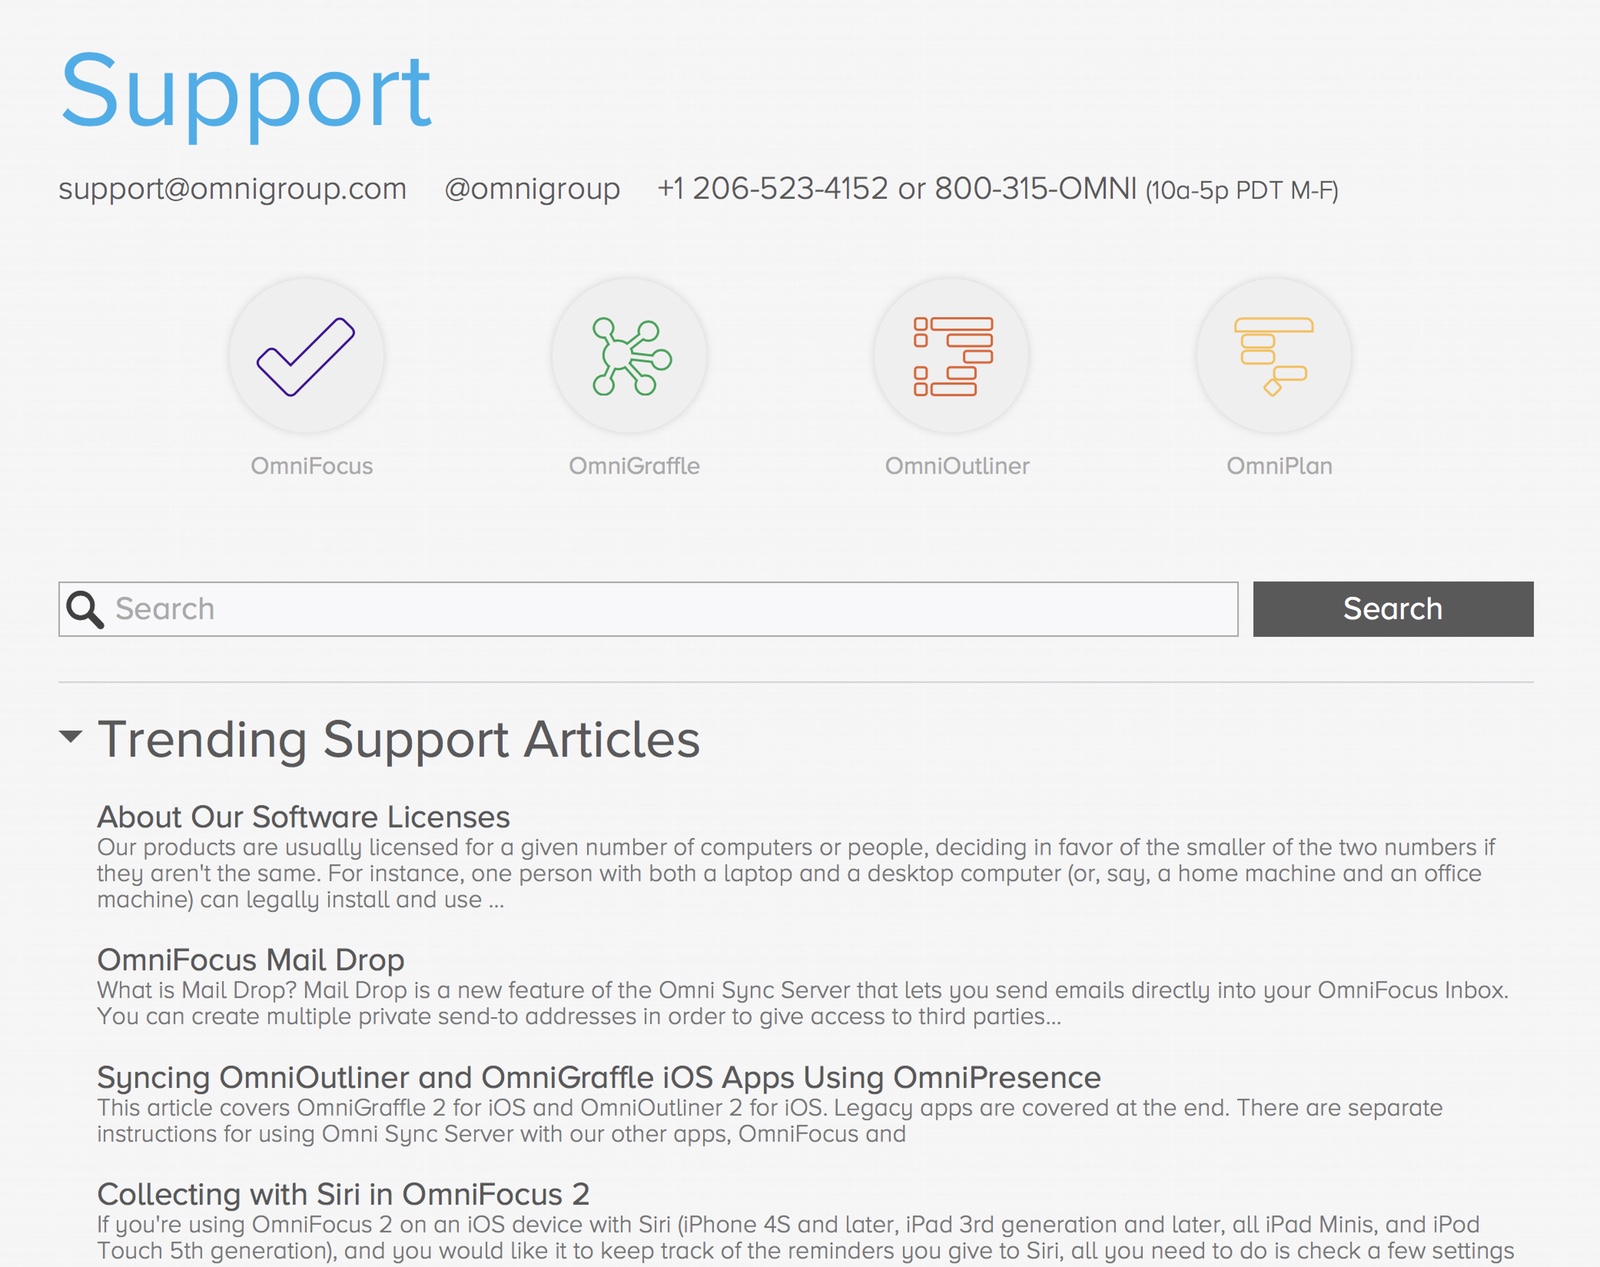 Support
support@omnigroup.com @omnigroup +1 206-523-4152 or 800-315-OMNI (10a-5p PDT M-F)
OmniFocus OmniGraffle OmniOutliner OmniPlan
Search Search
Trending Support Articles
About Our Software Licenses
Our products are usually licensed for a given number of computers or people, deciding in favor of the smaller of the two numbers if
they aren't the same. For instance, one person with both a laptop and a desktop computer (or, say, a home machine and an office
machine) can legally install and use ...
OmniFocus Mail Drop
What is Mail Drop? Mail Drop is a new feature of the Omni Sync Server that lets you send emails directly into your OmniFocus Inbox.
You can create multiple private send-to addresses in order to give access to third parties...
Syncing OmniOutliner and OmniGraffle iOS Apps Using OmniPresence
This article covers OmniGraffle 2 for iOS and OmniOutliner 2 for iOS. Legacy apps are covered at the end. There are separate
instructions for using Omni Sync Server with our other apps, OmniFocus and
Collecting with Siri in OmniFocus 2
If you're using OmniFocus 2 on an iOS device with Siri (iPhone 4S and later, iPad 3rd generation and later, all iPad Minis, and iPod
Touch 5th generation), and you would like it to keep track of the reminders you give to Siri, all you need to do is check a few settings